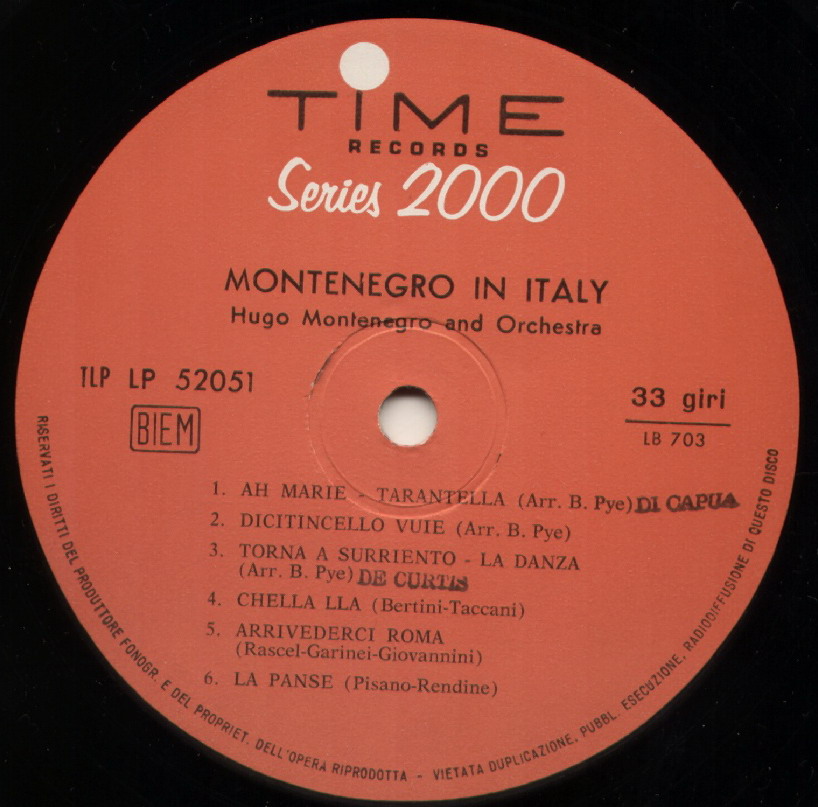 TiME
RECORDS
Series 2000
MONTENEGRO IN ITALY
Hugo Montenegro and Orchestra
TLP LP 52051
BIEM
33 giri
LB 703
1. AH MARIE - TARANTELLA (Arr. B. Pye) DI CAPUA
2. DICITINCELLO VUIE (Arr. B. Pye)
3. TORNA A SURRIENTO - LA DANZA
(Arr. B. Pye) DE CURTIS
4. CHELLA LLA (Bertini-Taccani)
5. ARRIVEDERCI ROMA
(Rascel-Garinei-Giovannini)
6. LA PANSE (Pisano-Rendine)
RISERVATI I DIRITTI DEL PRODUTTORE FONOGR. E DEL PROPRIET. DELL'OPERA RIPRODOTTA - VIETATA DUPLICAZIONE, PUBBL. ESECUZIONE, RADIODIFFUSIONE DI QUESTO DISCO